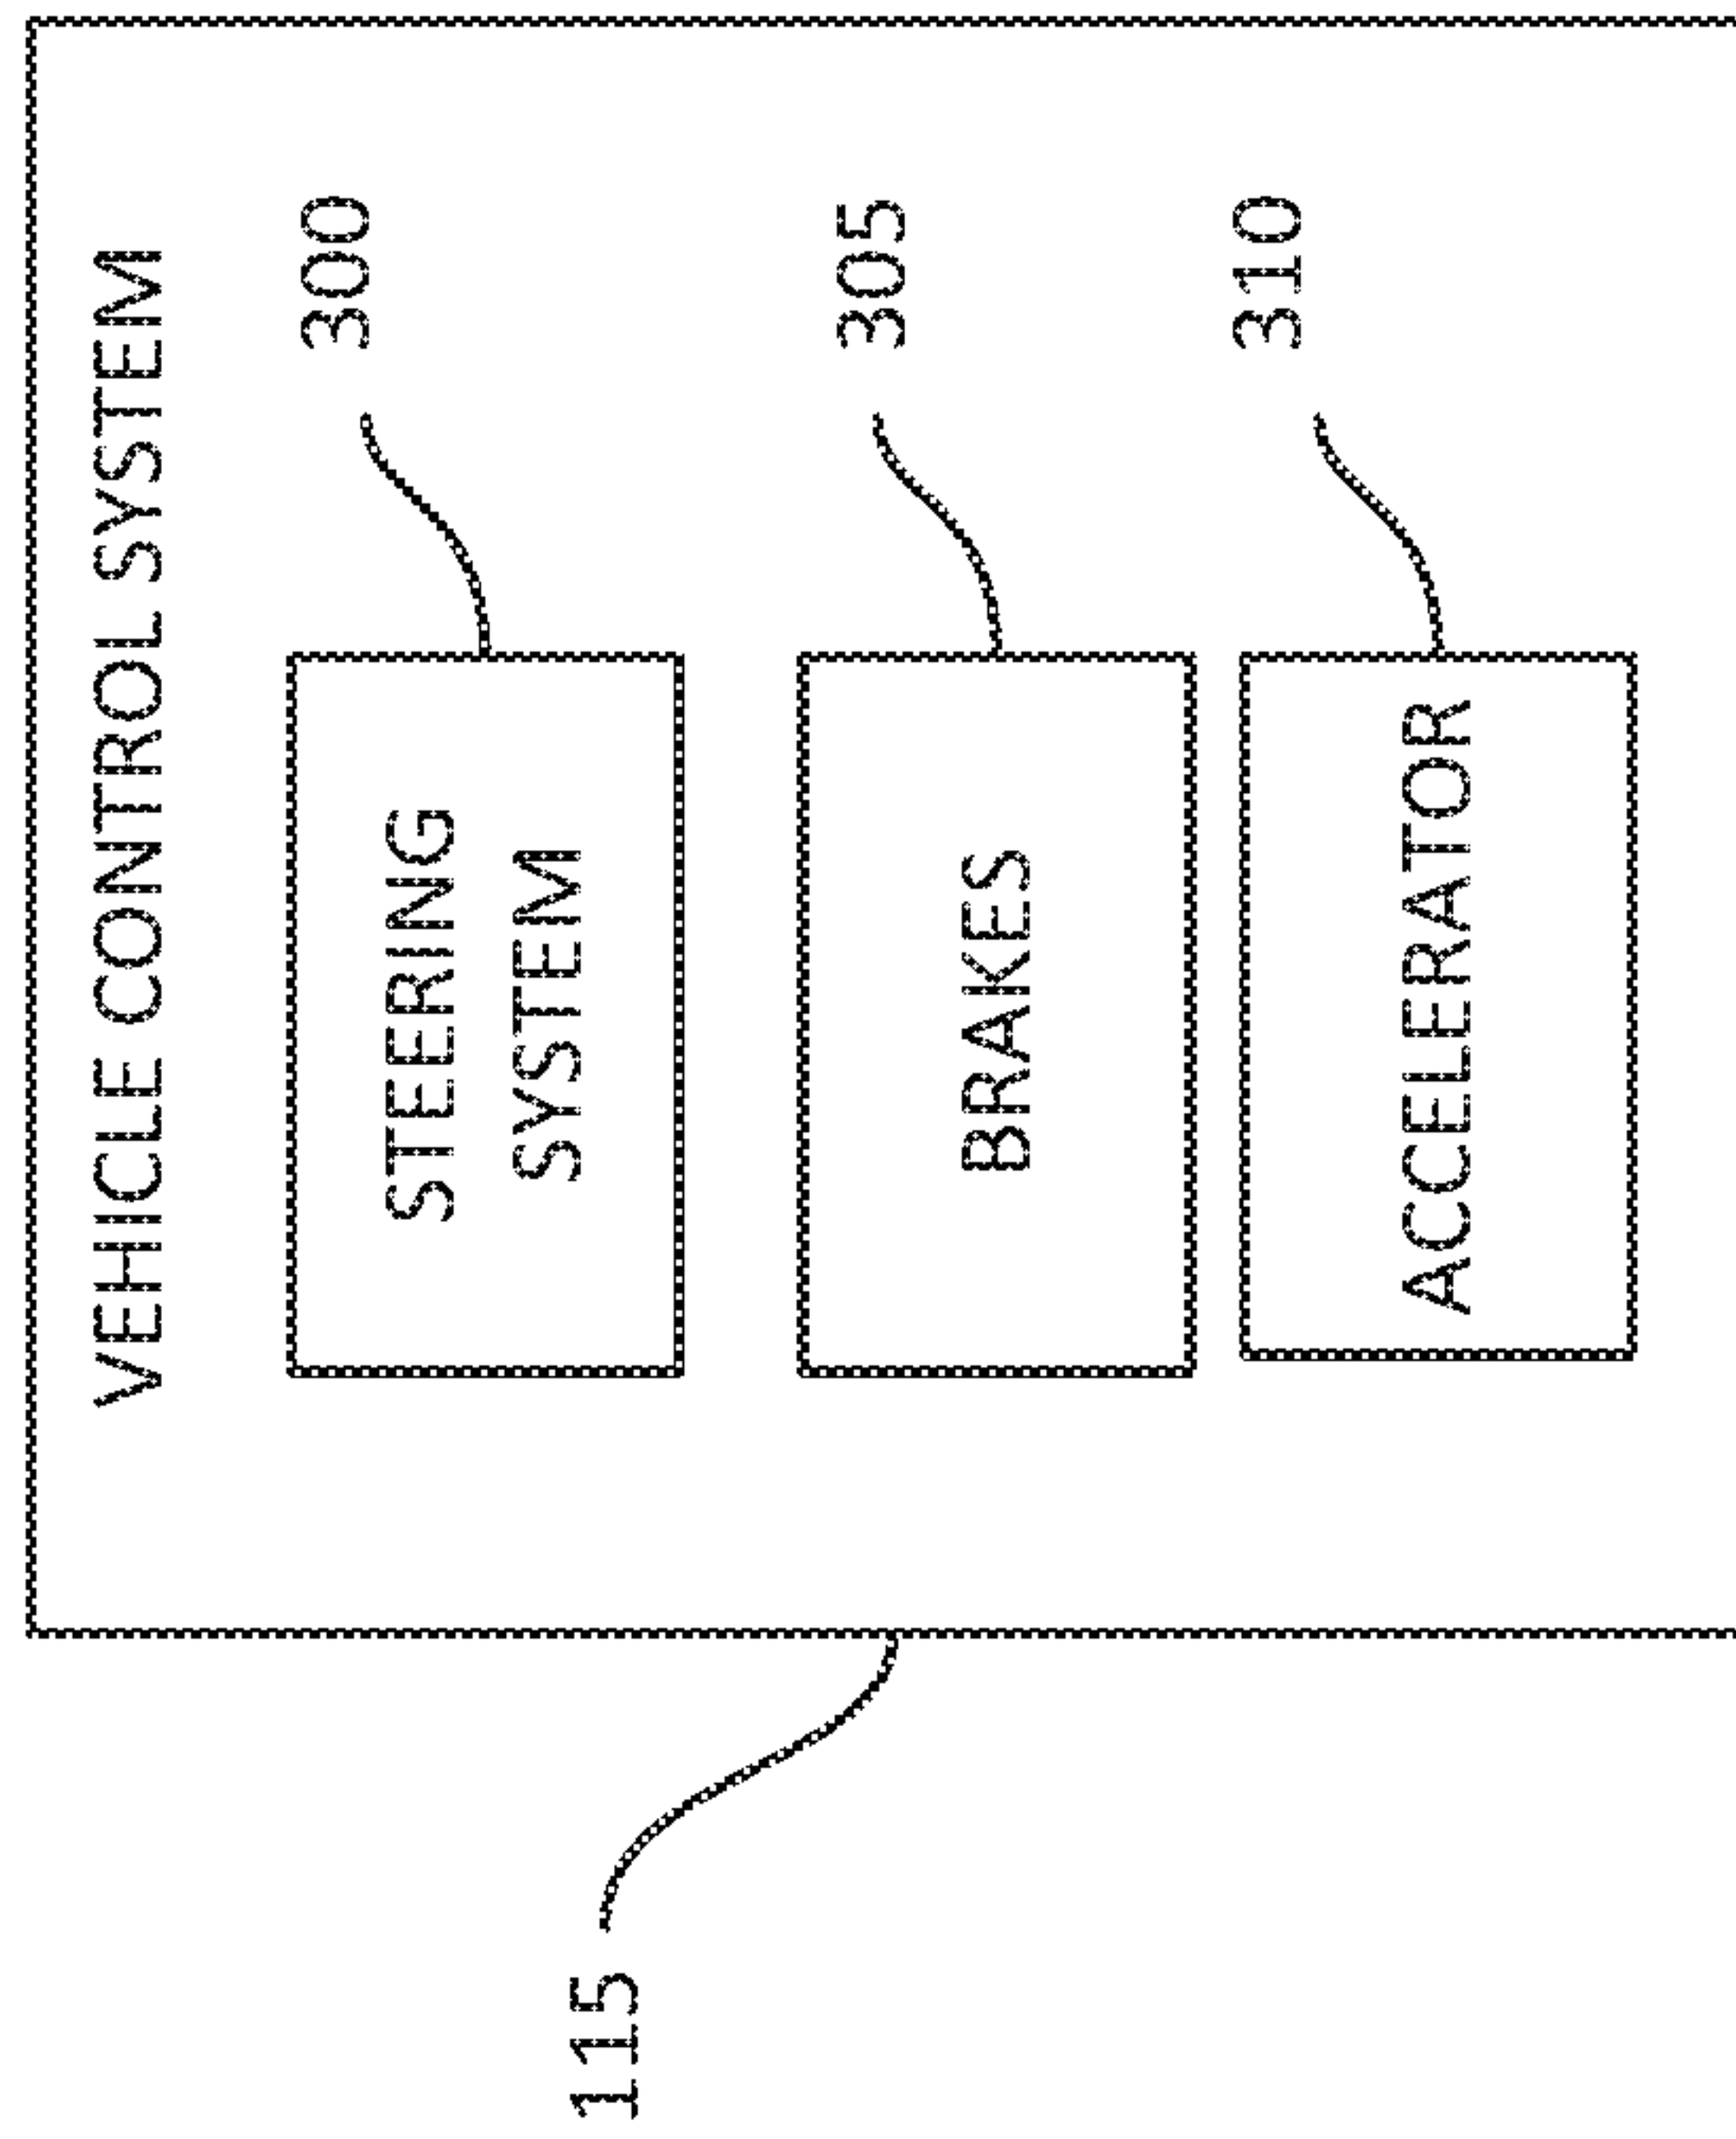 VEHICLE CONTROL SYSTEM
300
STEERING
SYSTEM
305
BRAKES
310
ACCELERATOR
115